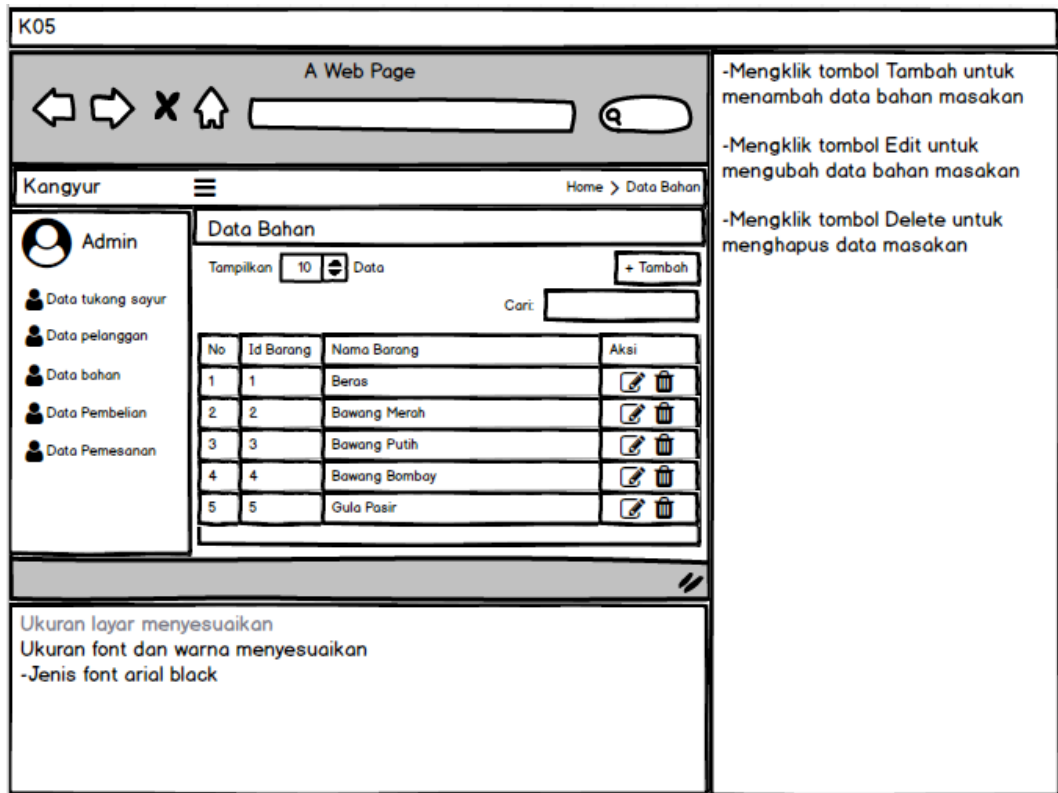 K05
A Web Page
Kangyur
Home > Data Bahan
Admin
Data tukang sayur
Data pelanggan
Data bahan
Data Pembelian
Data Pemesanan
Data Bahan
Tampilkan 10 Data
+ Tambah
Cari:
No Id Barang Nama Barang Aksi
1 1 Beras
2 2 Bawang Merah
3 3 Bawang Putih
4 4 Bawang Bombay
5 5 Gula Pasir
-Mengklik tombol Tambah untuk
menambah data bahan masakan
-Mengklik tombol Edit untuk
mengubah data bahan masakan
-Mengklik tombol Delete untuk
menghapus data masakan
Ukuran layar menyesuaikan
Ukuran font dan warna menyesuaikan
-Jenis font arial black